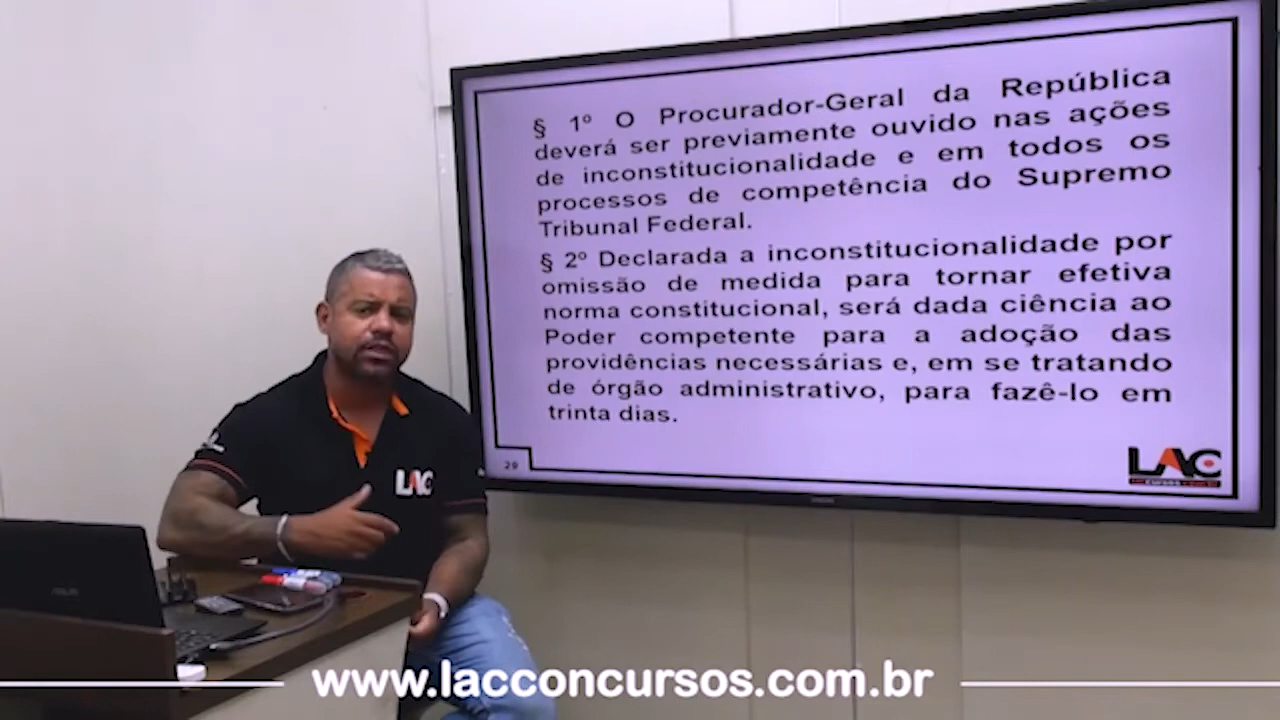 § 1º O Procurador-Geral da República
deverá ser previamente ouvido nas ações
de inconstitucionalidade e em todos os
processos de competência do Supremo
Tribunal Federal.
§ 2º Declarada a inconstitucionalidade por
omissão de medida para tornar efetiva
norma constitucional, será dada ciência ao
Poder competente para a adoção das
providências necessárias e, em se tratando
de órgão administrativo, para fazê-lo em
trinta dias.
20
LAC
CURSOS
LAC
www.lacconcursos.com.br